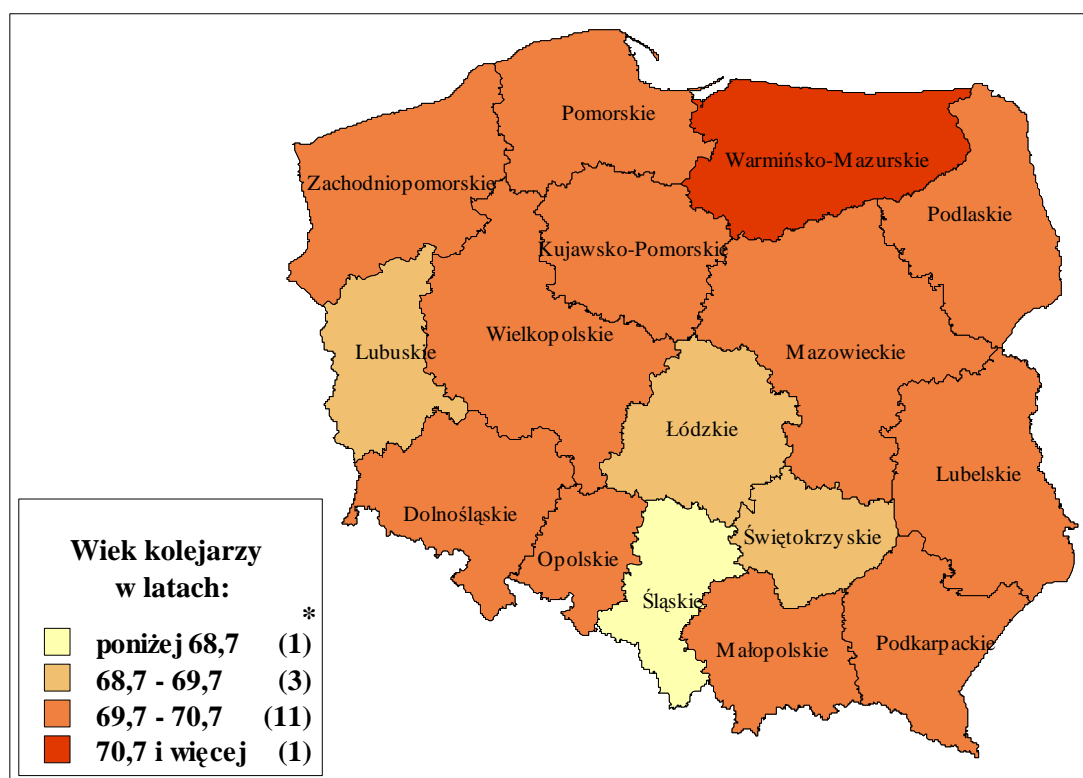 Pomorskie
Warmińsko-Mazurskie
Zachodniopomorskie
Podlaskie
Kujawsko-Pomorskie
Wielkopolskie
Lubuskie
Mazowieckie
Łódzkie
Lubelskie
Dolnośląskie
Świętokrzyskie
Opolskie
Śląskie
Podkarpackie
Małopolskie
Wiek kolejarzy
w latach:
*
poniżej 68,7 (1)
68,7 - 69,7 (3)
69,7 - 70,7 (11)
70,7 i więcej (1)